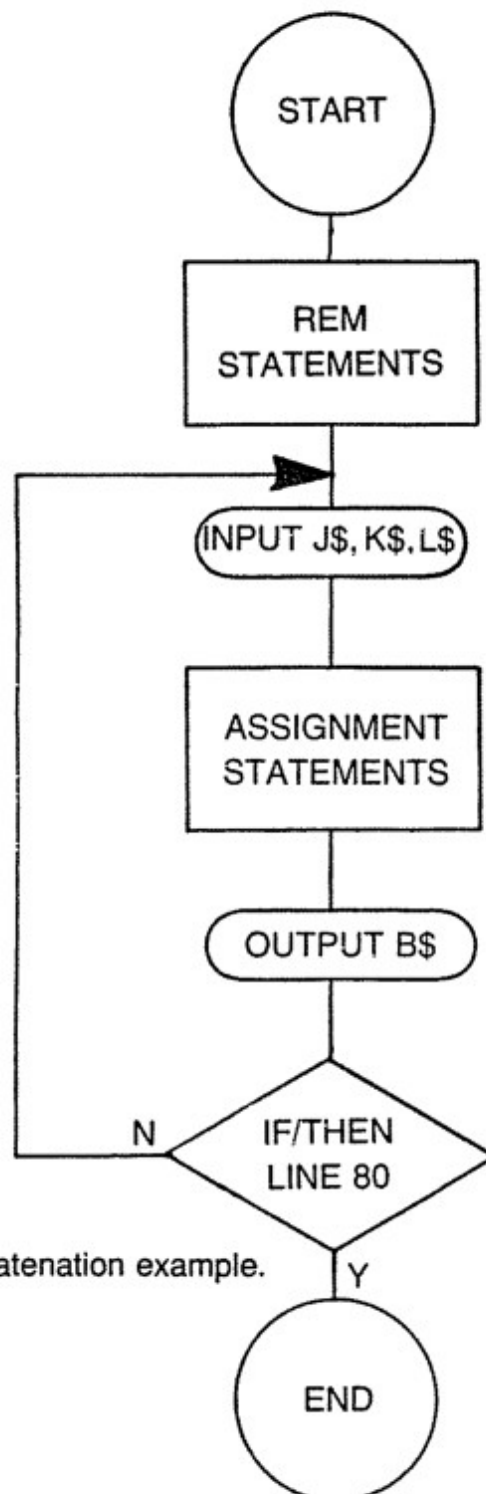 START
REM
STATEMENTS
INPUT J$, K$, L$
ASSIGNMENT
STATEMENTS
OUTPUT B$
N
IF/THEN
LINE 80
atenation example.
Y
END